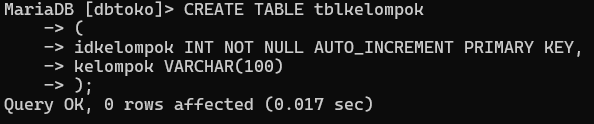 MariaDB [dbtoko]> CREATE TABLE tblkelompok
    -> (
    -> idkelompok INT NOT NULL AUTO_INCREMENT PRIMARY KEY,
    -> kelompok VARCHAR(100)
    -> );
Query OK, 0 rows affected (0.017 sec)